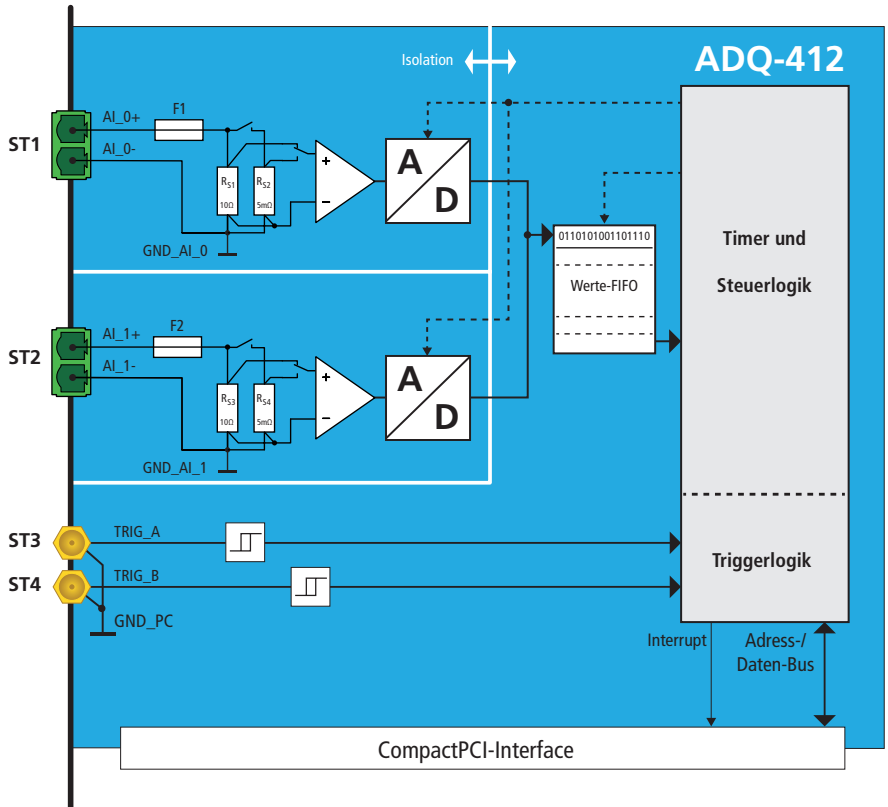 Isolation
ADQ-412
ST1
AI_0+
F1
AI_0-
RS1
10Ω
RS2
5mΩ
+
−
A
D
GND_AI_0
0110101001101110
Werte-FIFO
Timer und
Steuerlogik
ST2
AI_1+
F2
AI_1-
RS3
10Ω
RS4
5mΩ
+
−
A
D
GND_AI_1
ST3
TRIG_A
ST4
TRIG_B
GND_PC
Triggerlogik
Interrupt
Adress-/
Daten-Bus
CompactPCI-Interface